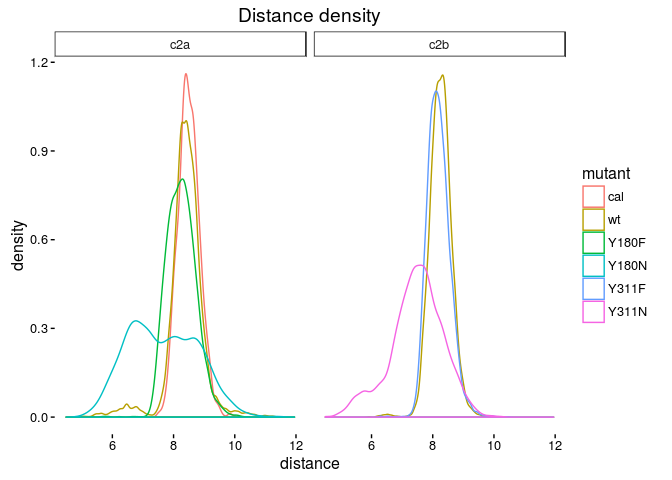 Distance density
c2a
c2b
1.2
0.9
0.6
0.3
0.0
density
6
8
10
12
6
8
10
12
distance
mutant
cal
wt
Y180F
Y180N
Y311F
Y311N